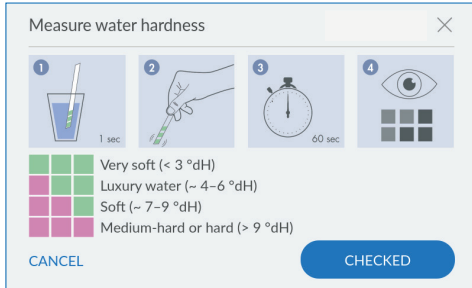 Measure water hardness
1
2
3
4
1 sec
60 sec
Very soft (< 3 °dH)
Luxury water (~ 4–6 °dH)
Soft (~ 7–9 °dH)
Medium-hard or hard (> 9 °dH)
CANCEL
CHECKED